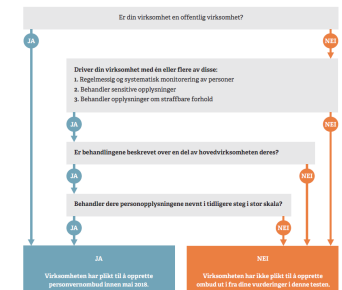 Er din virksomhet en offentlig virksomhet?
JA
NEI
Driver din virksomhet med én eller flere av disse:
1. Regelmessig og systematisk monitorering av personer
2. Behandler sensitive opplysninger
3. Behandler opplysninger om straffbare forhold
JA
NEI
Er behandlingene beskrevet over en del av hovedvirksomheten deres?
JA
NEI
Behandler dere personopplysningene nevnt i tidligere steg i stor skala?
JA
NEI
JA
Virksomheten har plikt til å opprette
personvernombud innen mai 2018.
NEI
Virksomheten har ikke plikt til å opprette
ombud ut i fra dine vurderinger i denne testen.